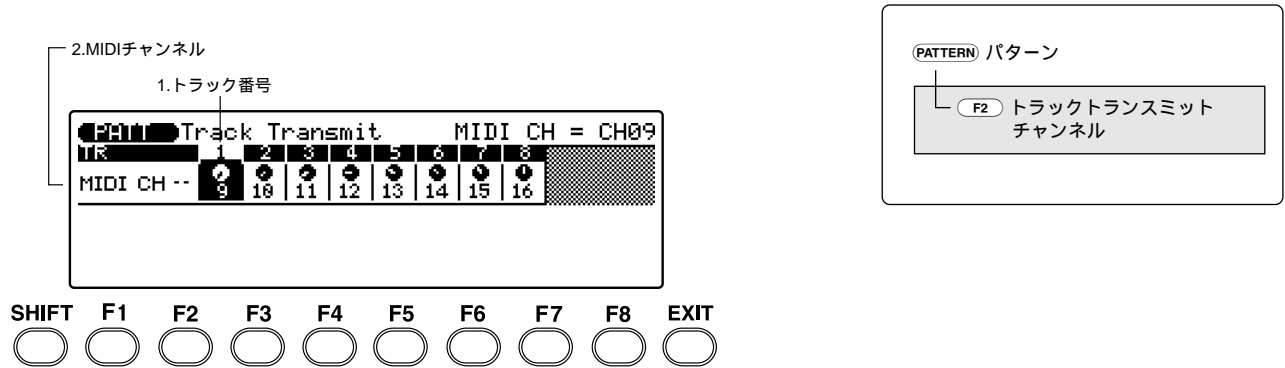 2.MIDIチャンネル
1.トラック番号
PATT Track Transmit MIDI CH = CH09
TR 1 2 3 4 5 6 7 8
MIDI CH -- 9 10 11 12 13 14 15 16
SHIFT F1 F2 F3 F4 F5 F6 F7 F8 EXIT
PATTERN パターン
F2 トラックトランスミット
チャンネル